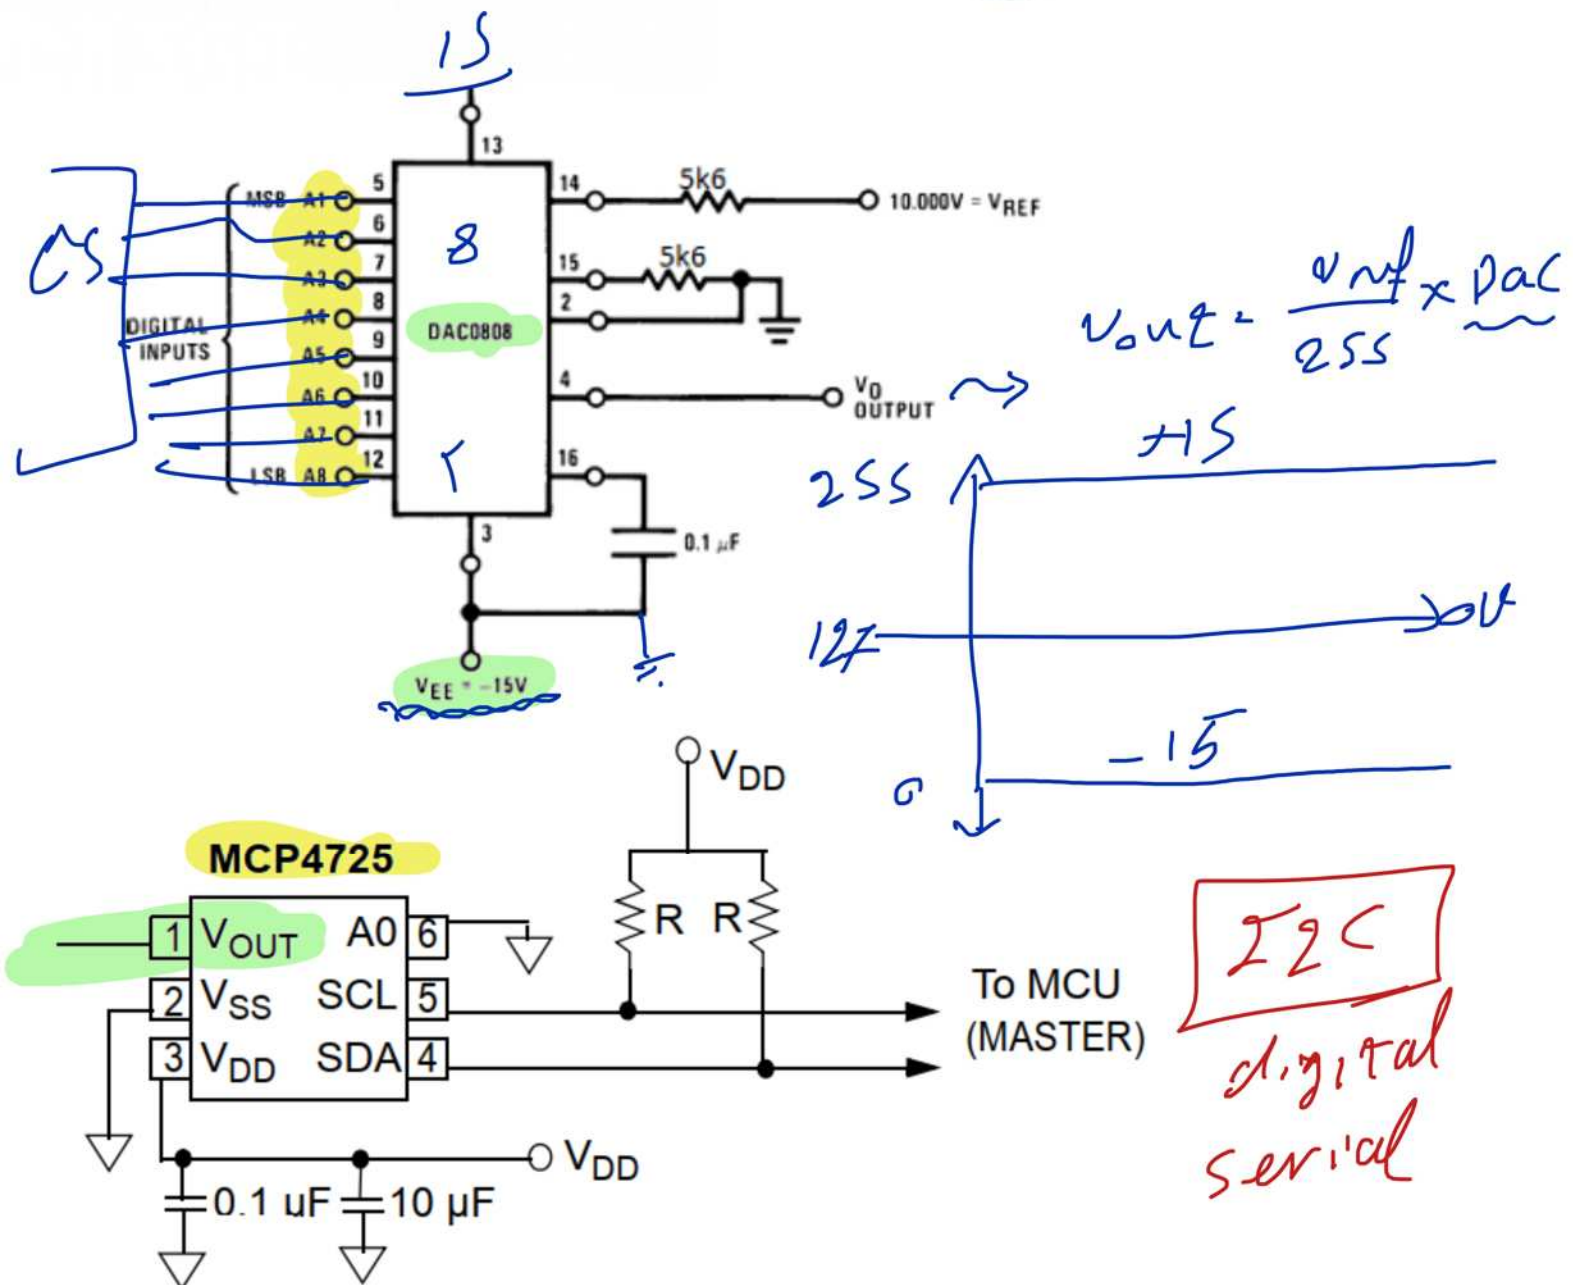 15
13
MSB A1 5
A2 6
A3 7
A4 8
A5 9
A6 10
A7 11
LSB A8 12
DIGITAL
INPUTS
8
DAC0808
14 5k6 10.000V = VREF
15 5k6
2
4 VO
OUTPUT
16
0.1 µF
3
VEE = -15V
Vout = Vref/255 x DaC
255 +15
127 0V
0 -15
VDD
R R
MCP4725
1 VOUT A0 6
2 VSS SCL 5
3 VDD SDA 4
To MCU
(MASTER)
VDD
0.1 uF 10 µF
I2C
digital
serial